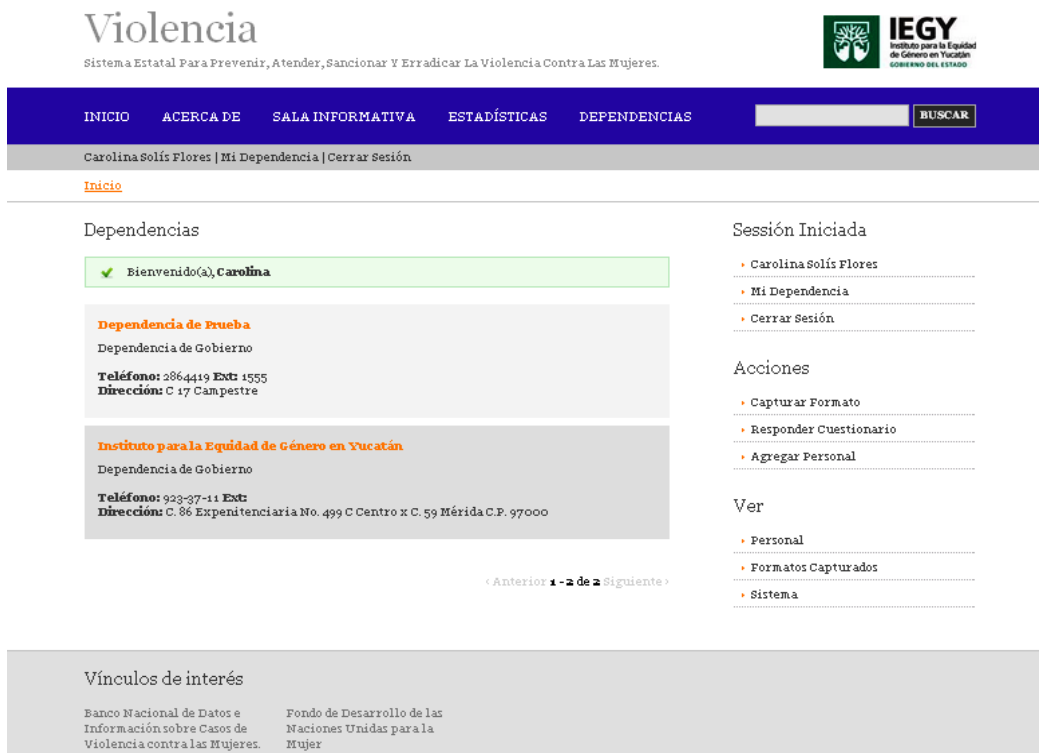 Violencia
Sistema Estatal Para Prevenir, Atender, Sancionar Y Erradicar La Violencia Contra Las Mujeres.
IEGY
Instituto para la Equidad
de Género en Yucatán
GOBIERNO DEL ESTADO
INICIO ACERCA DE SALA INFORMATIVA ESTADÍSTICAS DEPENDENCIAS BUSCAR
Carolina Solís Flores | Mi Dependencia | Cerrar Sesión
Inicio
Dependencias
Bienvenido(a), Carolina
Dependencia de Prueba
Dependencia de Gobierno
Teléfono: 2864419 Ext: 1555
Dirección: C 17 Campestre
Instituto para la Equidad de Género en Yucatán
Dependencia de Gobierno
Teléfono: 923-37-11 Ext:
Dirección: C. 86 Expenitenciaria No. 499 C Centro x C. 59 Mérida C.P. 97000
‹ Anterior 1 - 2 de 2 Siguiente ›
Sessión Iniciada
Carolina Solís Flores
Mi Dependencia
Cerrar Sesión
Acciones
Capturar Formato
Responder Cuestionario
Agregar Personal
Ver
Personal
Formatos Capturados
Sistema
Vínculos de interés
Banco Nacional de Datos e
Información sobre Casos de
Violencia contra las Mujeres.
Fondo de Desarrollo de las
Naciones Unidas para la
Mujer